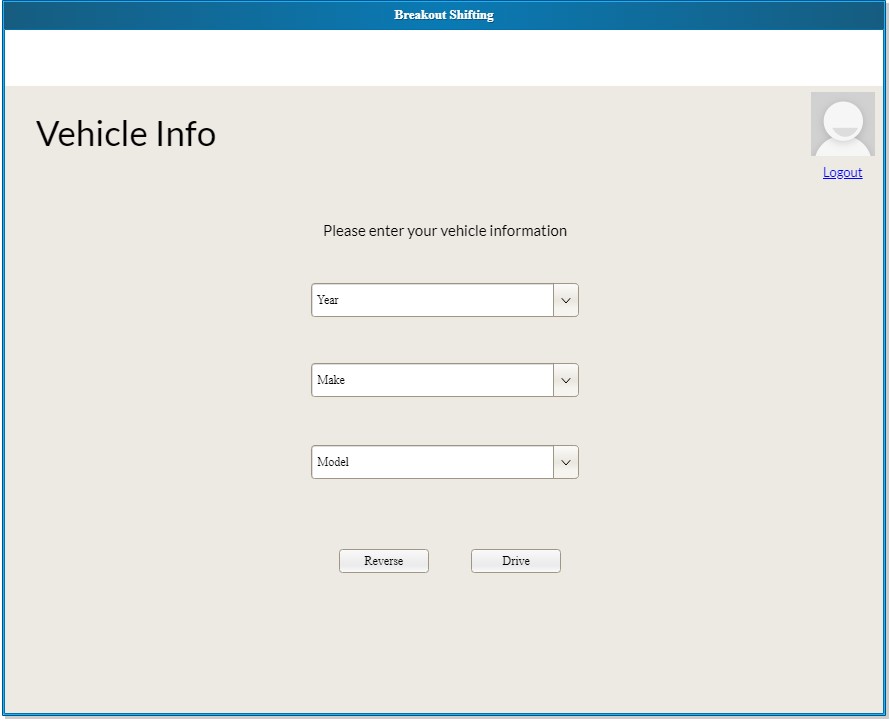 Breakout Shifting
Vehicle Info
Logout
Please enter your vehicle information
Year
Make
Model
Reverse
Drive